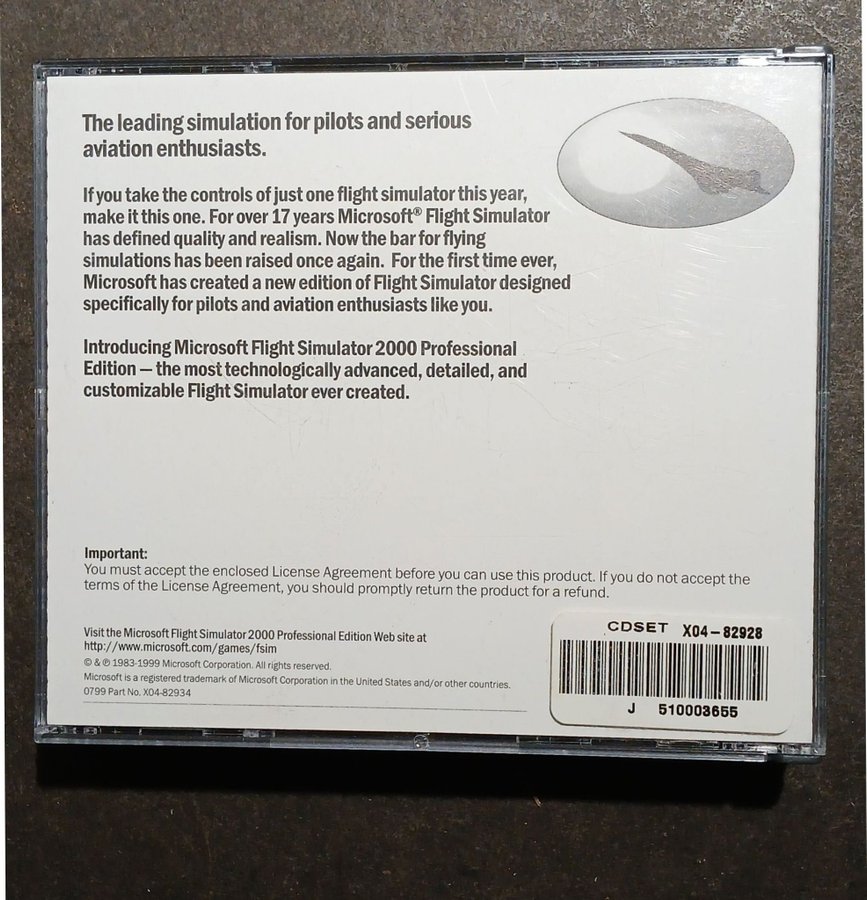 The leading simulation for pilots and serious
aviation enthusiasts.
If you take the controls of just one flight simulator this year,
make it this one. For over 17 years Microsoft® Flight Simulator
has defined quality and realism. Now the bar for flying
simulations has been raised once again. For the first time ever,
Microsoft has created a new edition of Flight Simulator designed
specifically for pilots and aviation enthusiasts like you.
Introducing Microsoft Flight Simulator 2000 Professional
Edition — the most technologically advanced, detailed, and
customizable Flight Simulator ever created.
Important:
You must accept the enclosed License Agreement before you can use this product. If you do not accept the
terms of the License Agreement, you should promptly return the product for a refund.
Visit the Microsoft Flight Simulator 2000 Professional Edition Web site at
http://www.microsoft.com/games/fsim
© & ℗ 1983-1999 Microsoft Corporation. All rights reserved.
Microsoft is a registered trademark of Microsoft Corporation in the United States and/or other countries.
0799 Part No. X04-82934
CDSET X04-82928
J 510003655